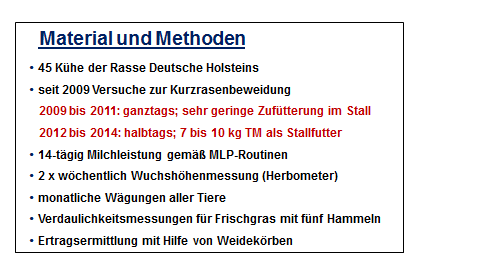 Material und Methoden
• 45 Kühe der Rasse Deutsche Holsteins
• seit 2009 Versuche zur Kurzrasenbeweidung
2009 bis 2011: ganztags; sehr geringe Zufütterung im Stall
2012 bis 2014: halbtags; 7 bis 10 kg TM als Stallfutter
• 14-tägig Milchleistung gemäß MLP-Routinen
• 2 x wöchentlich Wuchshöhenmessung (Herbometer)
• monatliche Wägungen aller Tiere
• Verdaulichkeitsmessungen für Frischgras mit fünf Hammeln
• Ertragsermittlung mit Hilfe von Weidekörben